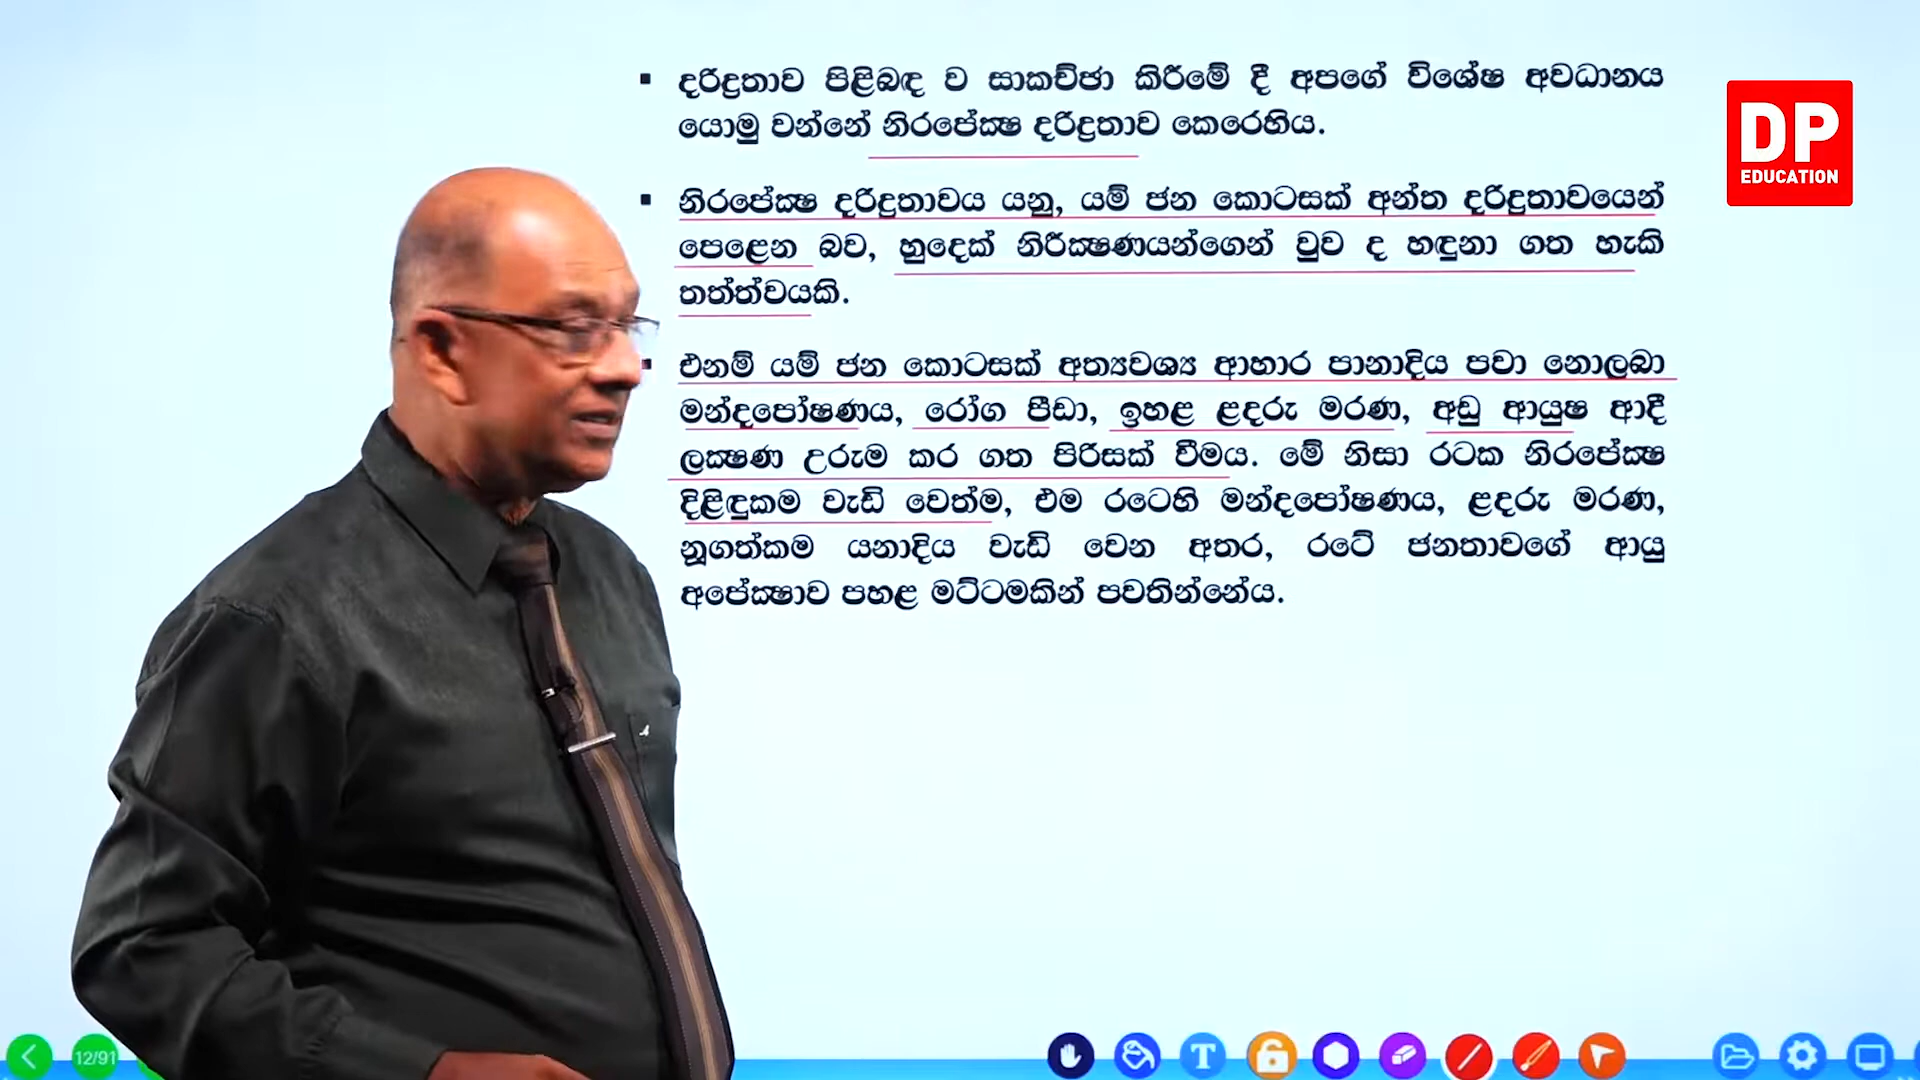 දරිද්‍රතාව පිළිබඳ ව සාකච්ඡා කිරීමේ දී අපගේ විශේෂ අවධානය
යොමු වන්නේ නිරපේක්‍ෂ දරිද්‍රතාව කෙරෙහිය.
නිරපේක්‍ෂ දරිද්‍රතාවය යනු, යම් ජන කොටසක් අන්ත දරිද්‍රතාවයෙන්
පෙළෙන බව, හුදෙක් නිරීක්‍ෂණයන්ගෙන් වුව ද හඳුනා ගත හැකි
තත්ත්වයකි.
එනම් යම් ජන කොටසක් අත්‍යවශ්‍ය ආහාර පානාදිය පවා නොලබා
මන්දපෝෂණය, රෝග පීඩා, ඉහළ ළදරු මරණ, අඩු ආයුෂ ආදී
ලක්‍ෂණ උරුම කර ගත පිරිසක් වීමය. මේ නිසා රටක නිරපේක්‍ෂ
දිළිඳුකම වැඩි වෙත්ම, එම රටෙහි මන්දපෝෂණය, ළදරු මරණ,
නූගත්කම යනාදිය වැඩි වෙන අතර, රටේ ජනතාවගේ ආයු
අපේක්‍ෂාව පහළ මට්ටමකින් පවතින්නේය.
DP
EDUCATION
12/91
T